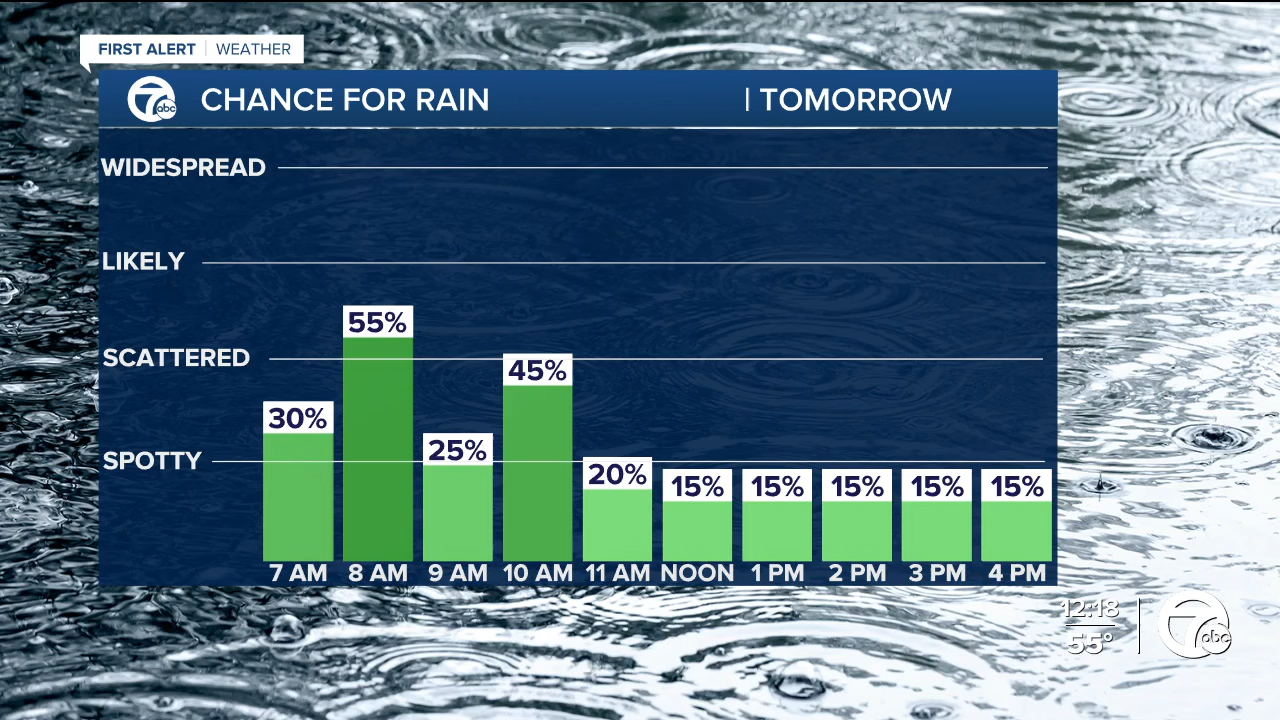 FIRST ALERT | WEATHER
7abc CHANCE FOR RAIN | TOMORROW
WIDESPREAD
LIKELY
SCATTERED
SPOTTY
30% 55% 25% 45% 20% 15% 15% 15% 15% 15%
7 AM 8 AM 9 AM 10 AM 11 AM NOON 1 PM 2 PM 3 PM 4 PM
12:18
55°
7abc